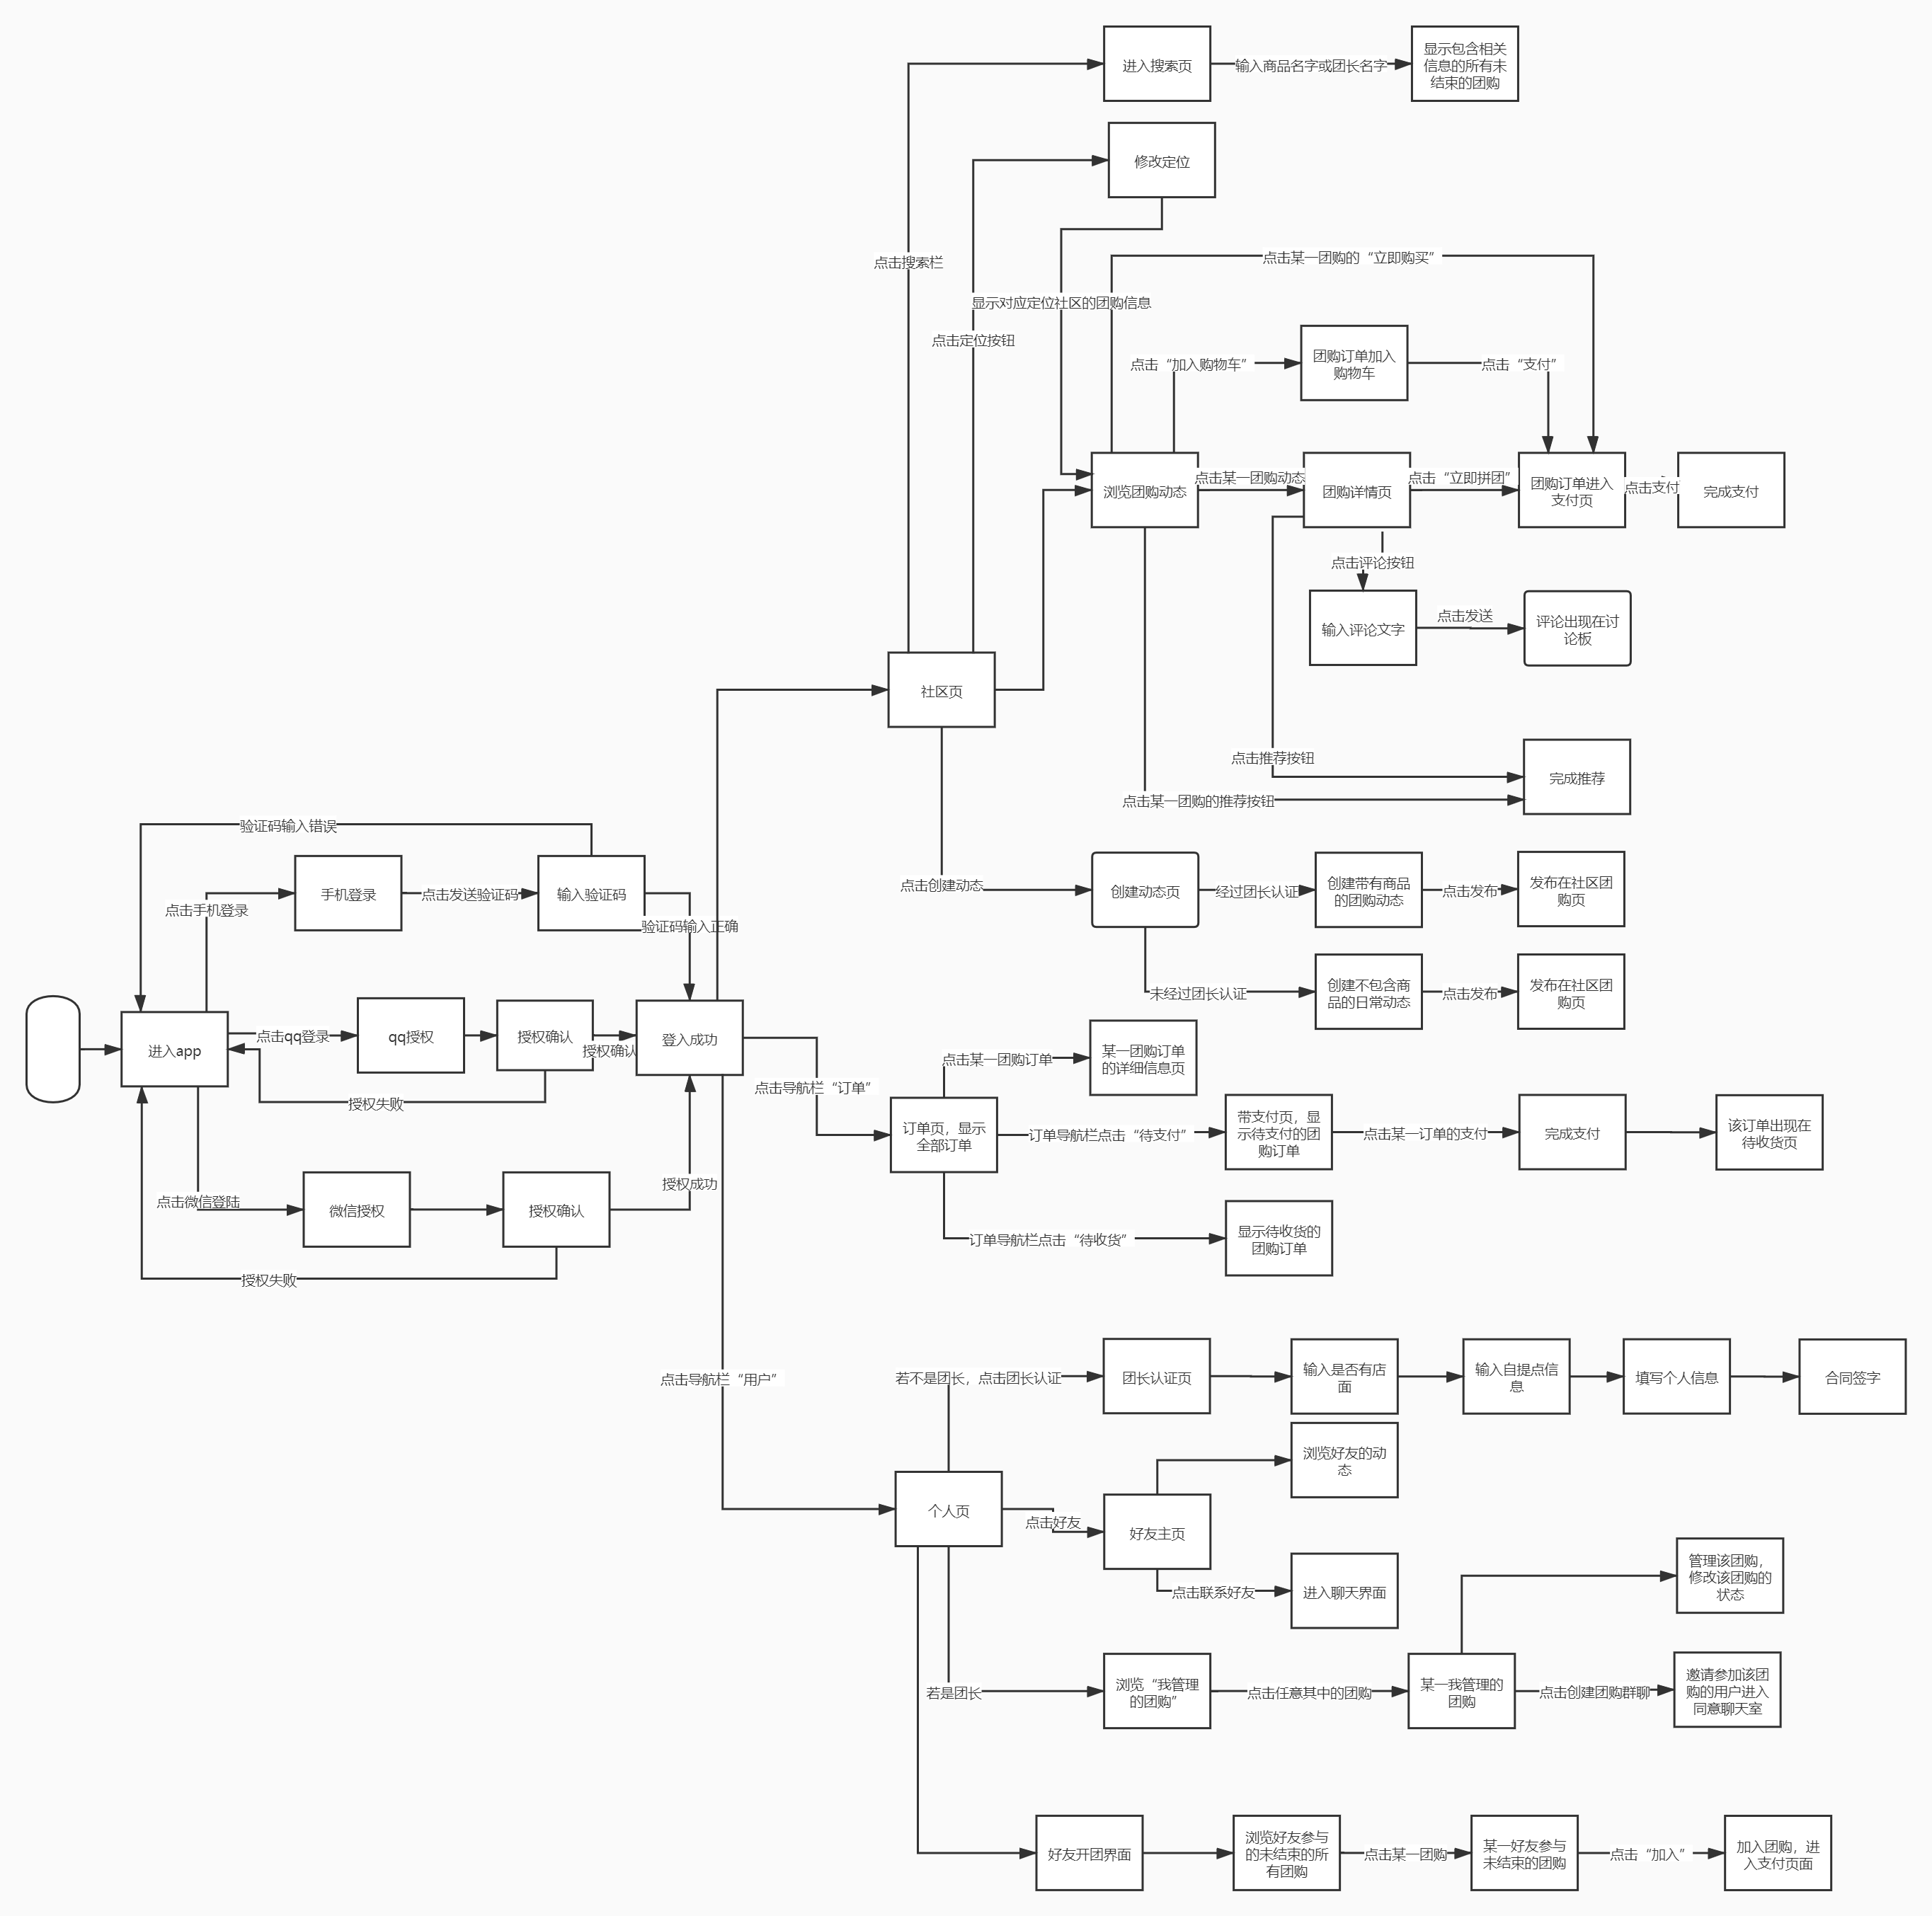 进入搜索页
输入商品名字或团长名字
显示包含相关
信息的所有未
结束的团购
修改定位
点击搜索栏
点击某一团购的“立即购买”
显示对应定位社区的团购信息
点击定位按钮
点击“加入购物车”
团购订单加入
购物车
点击“支付”
浏览团购动态
点击某一团购动态
团购详情页
点击“立即拼团”
团购订单进入
支付页
点击支付
完成支付
点击评论按钮
输入评论文字
点击发送
评论出现在讨
论板
社区页
点击推荐按钮
完成推荐
点击某一团购的推荐按钮
验证码输入错误
手机登录
点击发送验证码
输入验证码
点击手机登录
验证码输入正确
点击创建动态
创建动态页
经过团长认证
创建带有商品
的团购动态
点击发布
发布在社区团
购页
未经过团长认证
创建不包含商
品的日常动态
点击发布
发布在社区团
购页
进入app
点击qq登录
qq授权
授权确认
授权确认
登入成功
授权失败
点击导航栏“订单”
点击某一团购订单
某一团购订单
的详细信息页
订单页，显示
全部订单
订单导航栏点击“待支付”
带支付页，显
示待支付的团
购订单
点击某一订单的支付
完成支付
该订单出现在
待收货页
点击微信登陆
微信授权
授权确认
授权成功
授权失败
订单导航栏点击“待收货”
显示待收货的
团购订单
点击导航栏“用户”
若不是团长，点击团长认证
团长认证页
输入是否有店
面
输入自提点信
息
填写个人信息
合同签字
浏览好友的动
态
个人页
点击好友
好友主页
点击联系好友
进入聊天界面
管理该团购，
修改该团购的
状态
若是团长
浏览“我管理
的团购”
点击任意其中的团购
某一我管理的
团购
点击创建团购群聊
邀请参加该团
购的用户进入
同意聊天室
好友开团界面
浏览好友参与
的未结束的所
有团购
点击某一团购
某一好友参与
未结束的团购
点击“加入”
加入团购，进
入支付页面